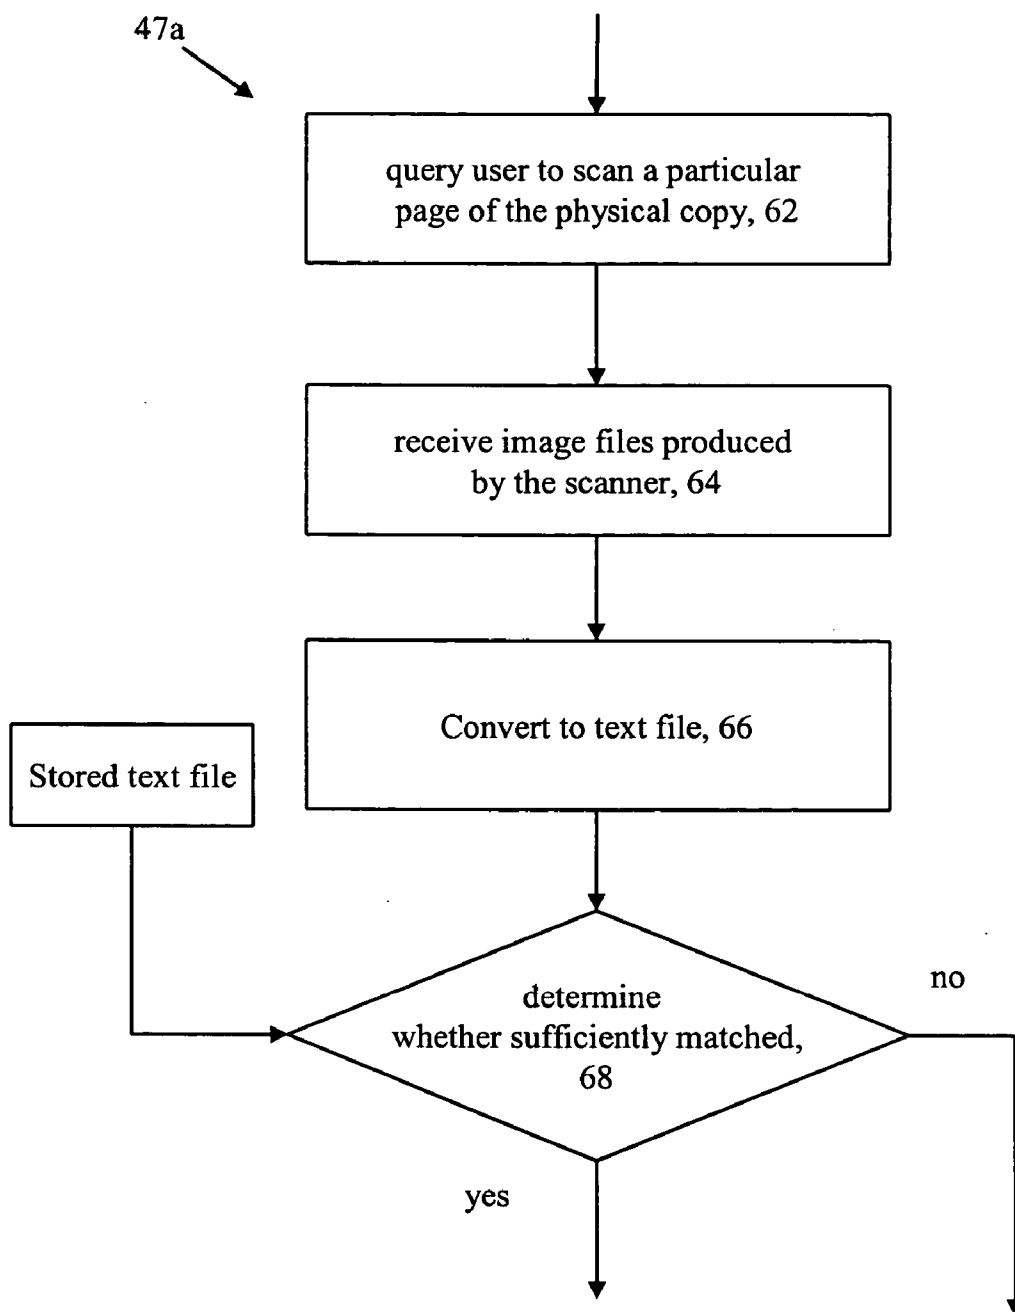 47a
query user to scan a particular
page of the physical copy, 62
receive image files produced
by the scanner, 64
Convert to text file, 66
Stored text file
determine
whether sufficiently matched,
68
no
yes